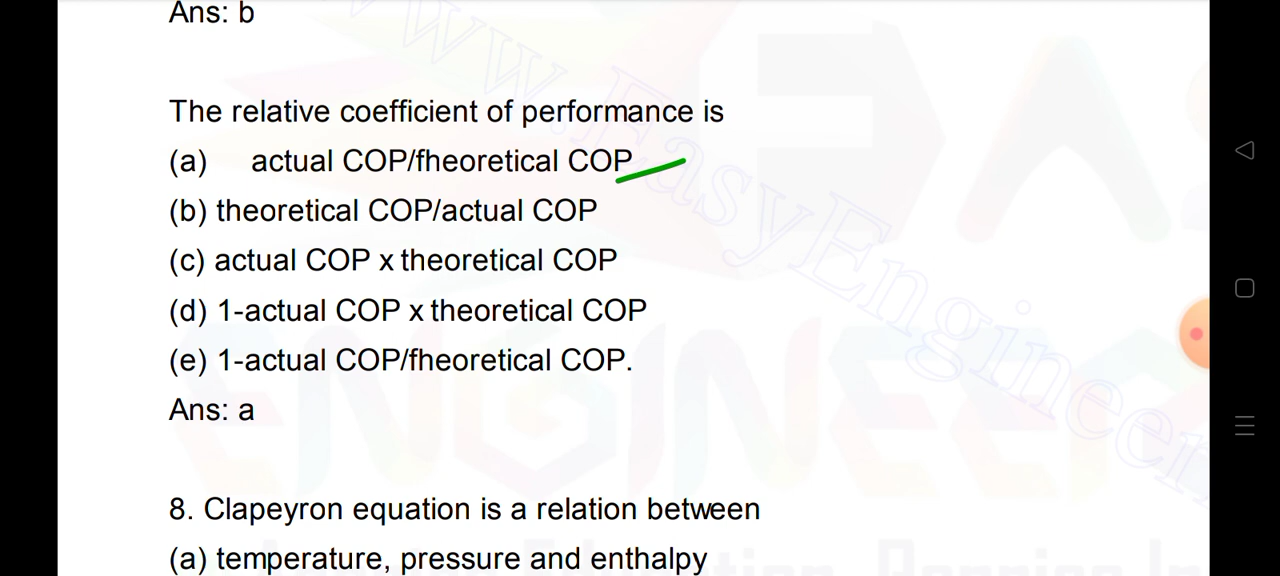 Ans: b
The relative coefficient of performance is
(a) actual COP/fheoretical COP
(b) theoretical COP/actual COP
(c) actual COP x theoretical COP
(d) 1-actual COP x theoretical COP
(e) 1-actual COP/fheoretical COP.
Ans: a
8. Clapeyron equation is a relation between
(a) temperature, pressure and enthalpy